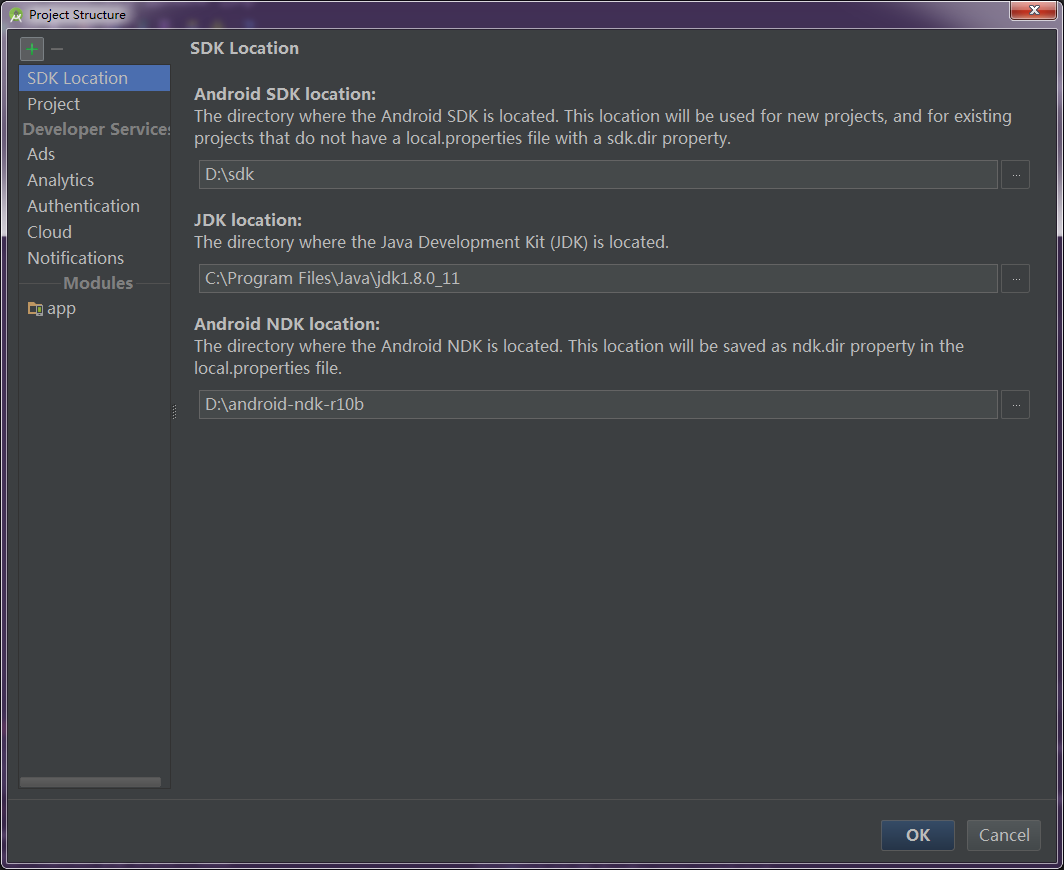 Project Structure
SDK Location
Project
Developer Services
Ads
Analytics
Authentication
Cloud
Notifications
Modules
app
SDK Location
Android SDK location:
The directory where the Android SDK is located. This location will be used for new projects, and for existing
projects that do not have a local.properties file with a sdk.dir property.
D:\sdk
...
JDK location:
The directory where the Java Development Kit (JDK) is located.
C:\Program Files\Java\jdk1.8.0_11
...
Android NDK location:
The directory where the Android NDK is located. This location will be saved as ndk.dir property in the
local.properties file.
D:\android-ndk-r10b
...
OK
Cancel